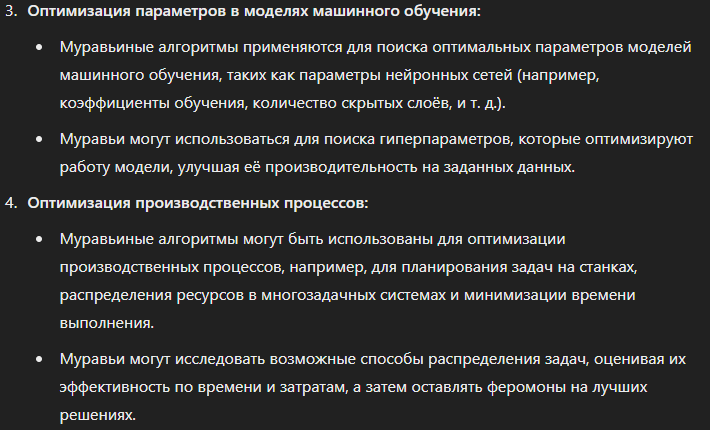 3. Оптимизация параметров в моделях машинного обучения:
• Муравьиные алгоритмы применяются для поиска оптимальных параметров моделей
машинного обучения, таких как параметры нейронных сетей (например,
коэффициенты обучения, количество скрытых слоёв, и т. д.).
• Муравьи могут использоваться для поиска гиперпараметров, которые оптимизируют
работу модели, улучшая её производительность на заданных данных.
4. Оптимизация производственных процессов:
• Муравьиные алгоритмы могут быть использованы для оптимизации
производственных процессов, например, для планирования задач на станках,
распределения ресурсов в многозадачных системах и минимизации времени
выполнения.
• Муравьи могут исследовать возможные способы распределения задач, оценивая их
эффективность по времени и затратам, а затем оставлять феромоны на лучших
решениях.